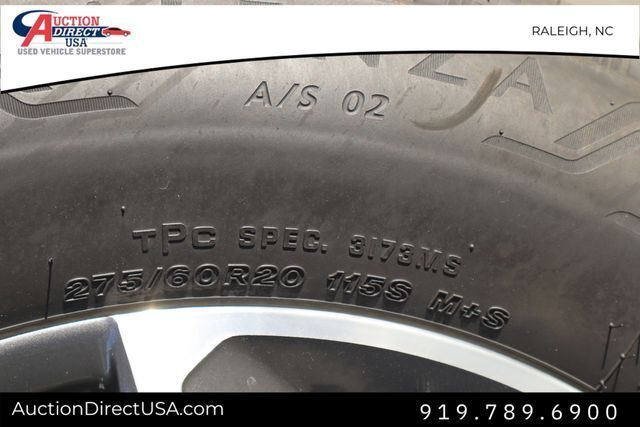 AUCTION
DIRECT
USA
USED VEHICLE SUPERSTORE
RALEIGH, NC
A/S 02
TPC SPEC. 3173.V.S
275/60R20 115S M+S
AuctionDirectUSA.com
919.789.6900